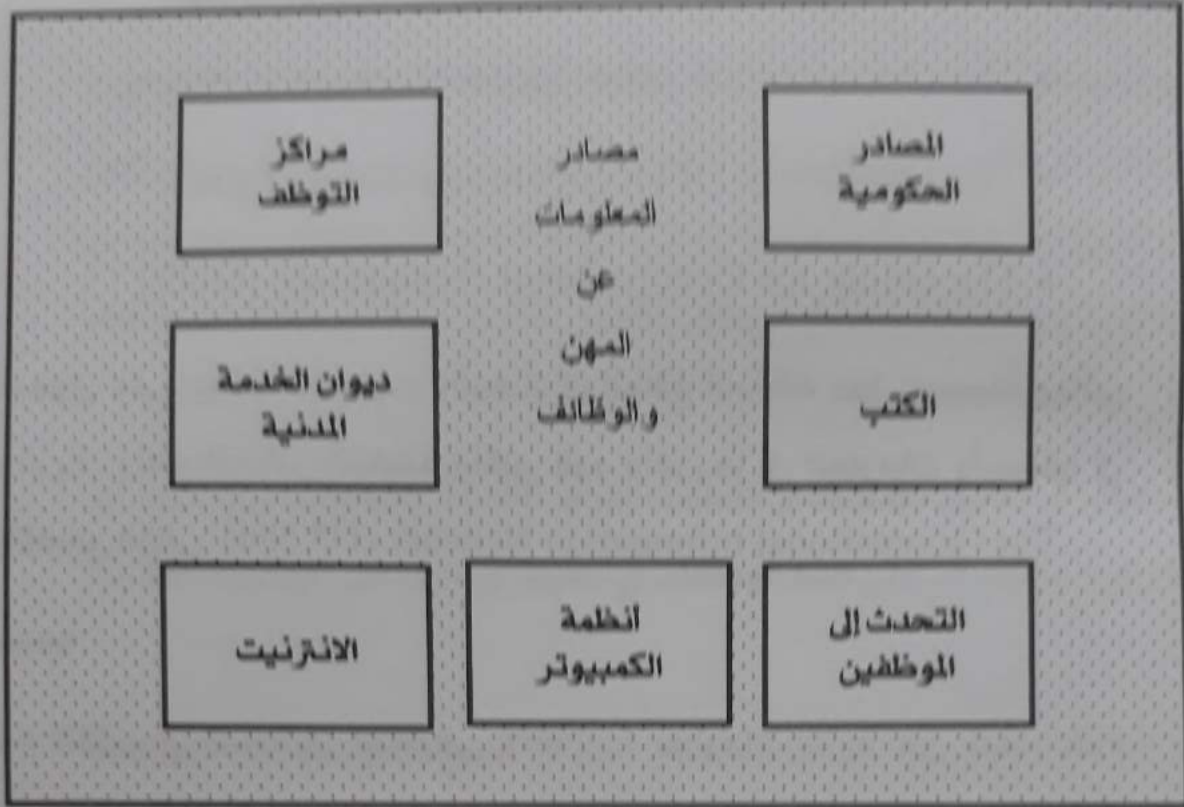 المصادر
الحكومية
مصادر
المعلومات
عن
المهن
والوظائف
مراكز
التوظف
الكتب
ديوان الخدمة
المدنية
التحدث إلى
الموظفين
أنظمة
الكمبيوتر
الانترنيت